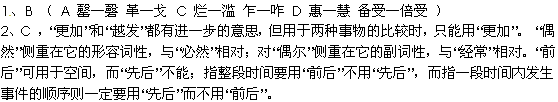 1、B （ A 罄一磬 革一戈 C 烂一滥 乍一咋 D 惠一慧 备受一倍受 ）
2、C ，“更加”和“越发”都有进一步的意思，但用于两种事物的比较时，只能用“更加”。 “偶
然”侧重在它的形容词性，与“必然”相对；对“偶尔”侧重在它的副词性，与“经常”相对。“前
后”可用于空间，而“先后”不能；指整段时间要用“前后”不用“先后”，而指一段时间内发生
事件的顺序则一定要用“先后”而不用“前后”。